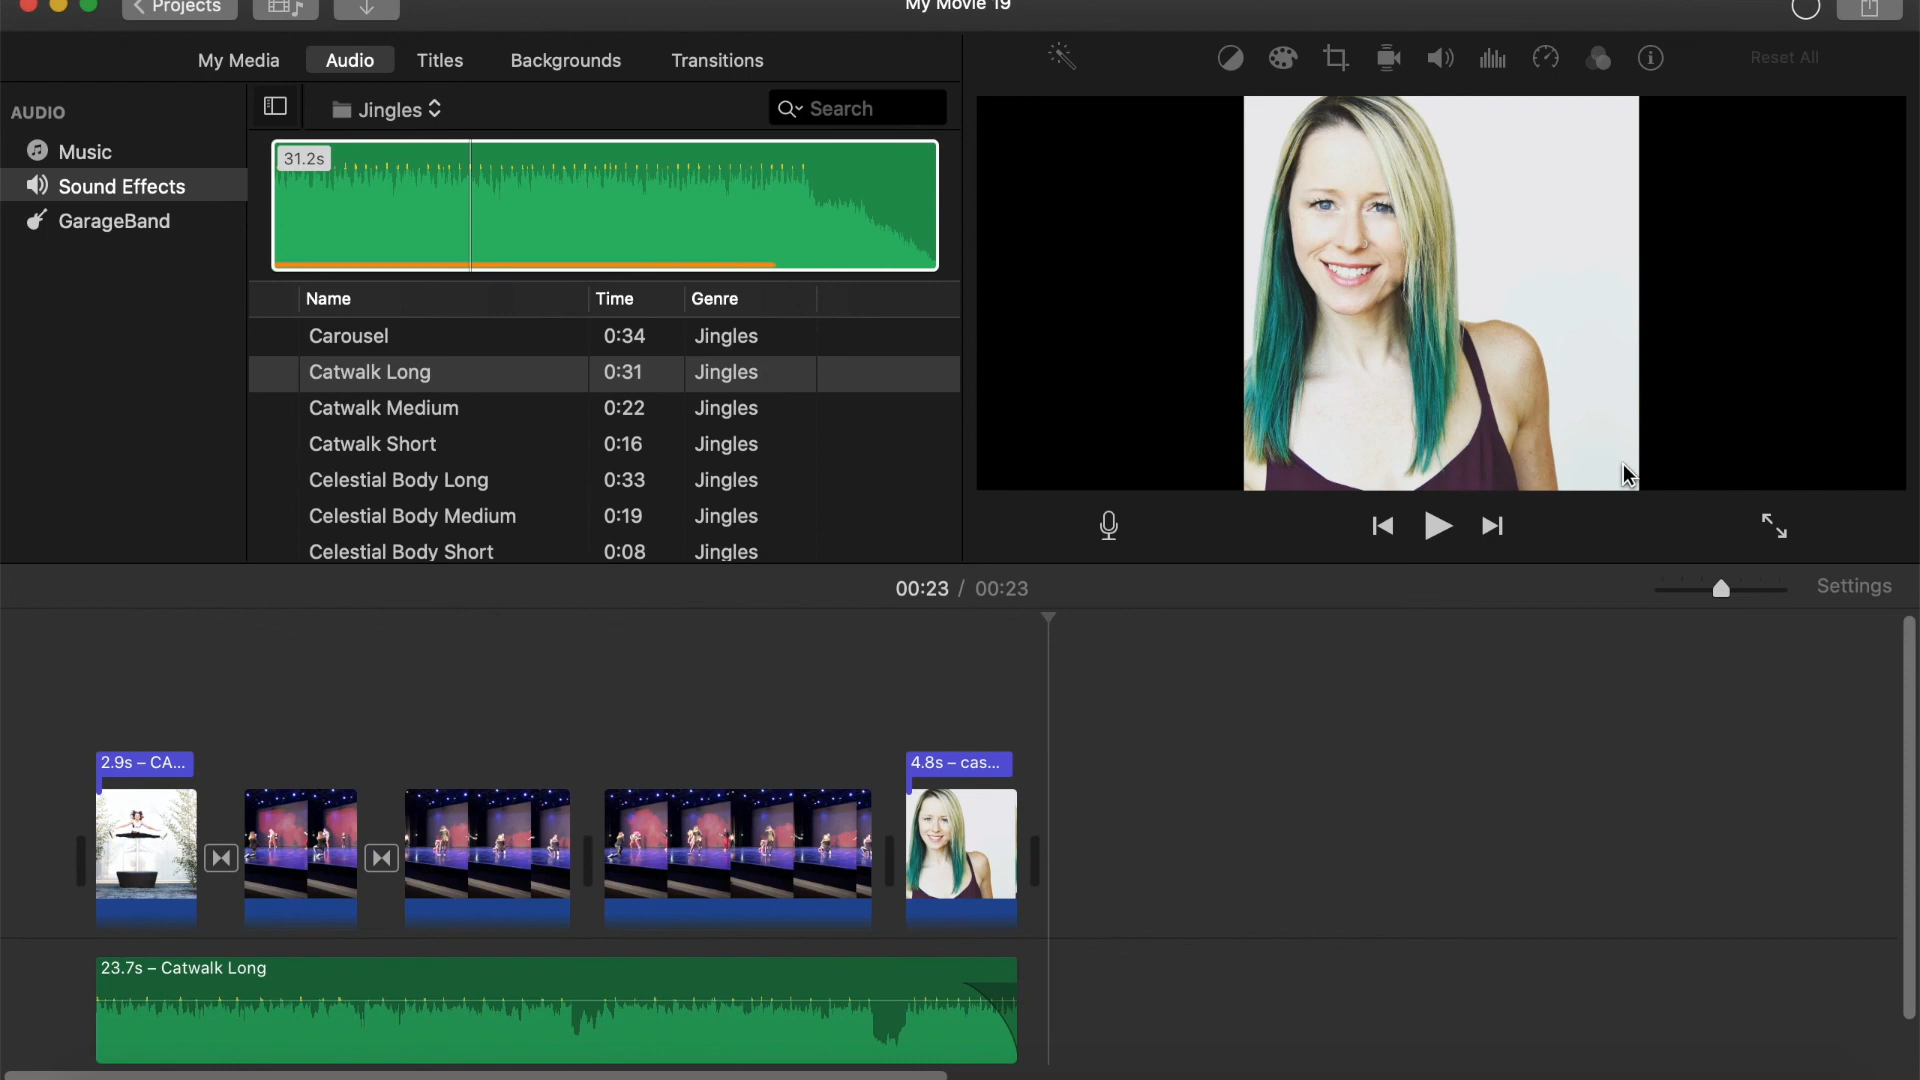 Projects
My Movie 19
My Media
Audio
Titles
Backgrounds
Transitions
Reset All
AUDIO
Music
Sound Effects
GarageBand
Jingles
Search
31.2s
Name Time Genre
Carousel 0:34 Jingles
Catwalk Long 0:31 Jingles
Catwalk Medium 0:22 Jingles
Catwalk Short 0:16 Jingles
Celestial Body Long 0:33 Jingles
Celestial Body Medium 0:19 Jingles
Celestial Body Short 0:08 Jingles
00:23 / 00:23
Settings
2.9s – CA...
4.8s – cas...
23.7s – Catwalk Long